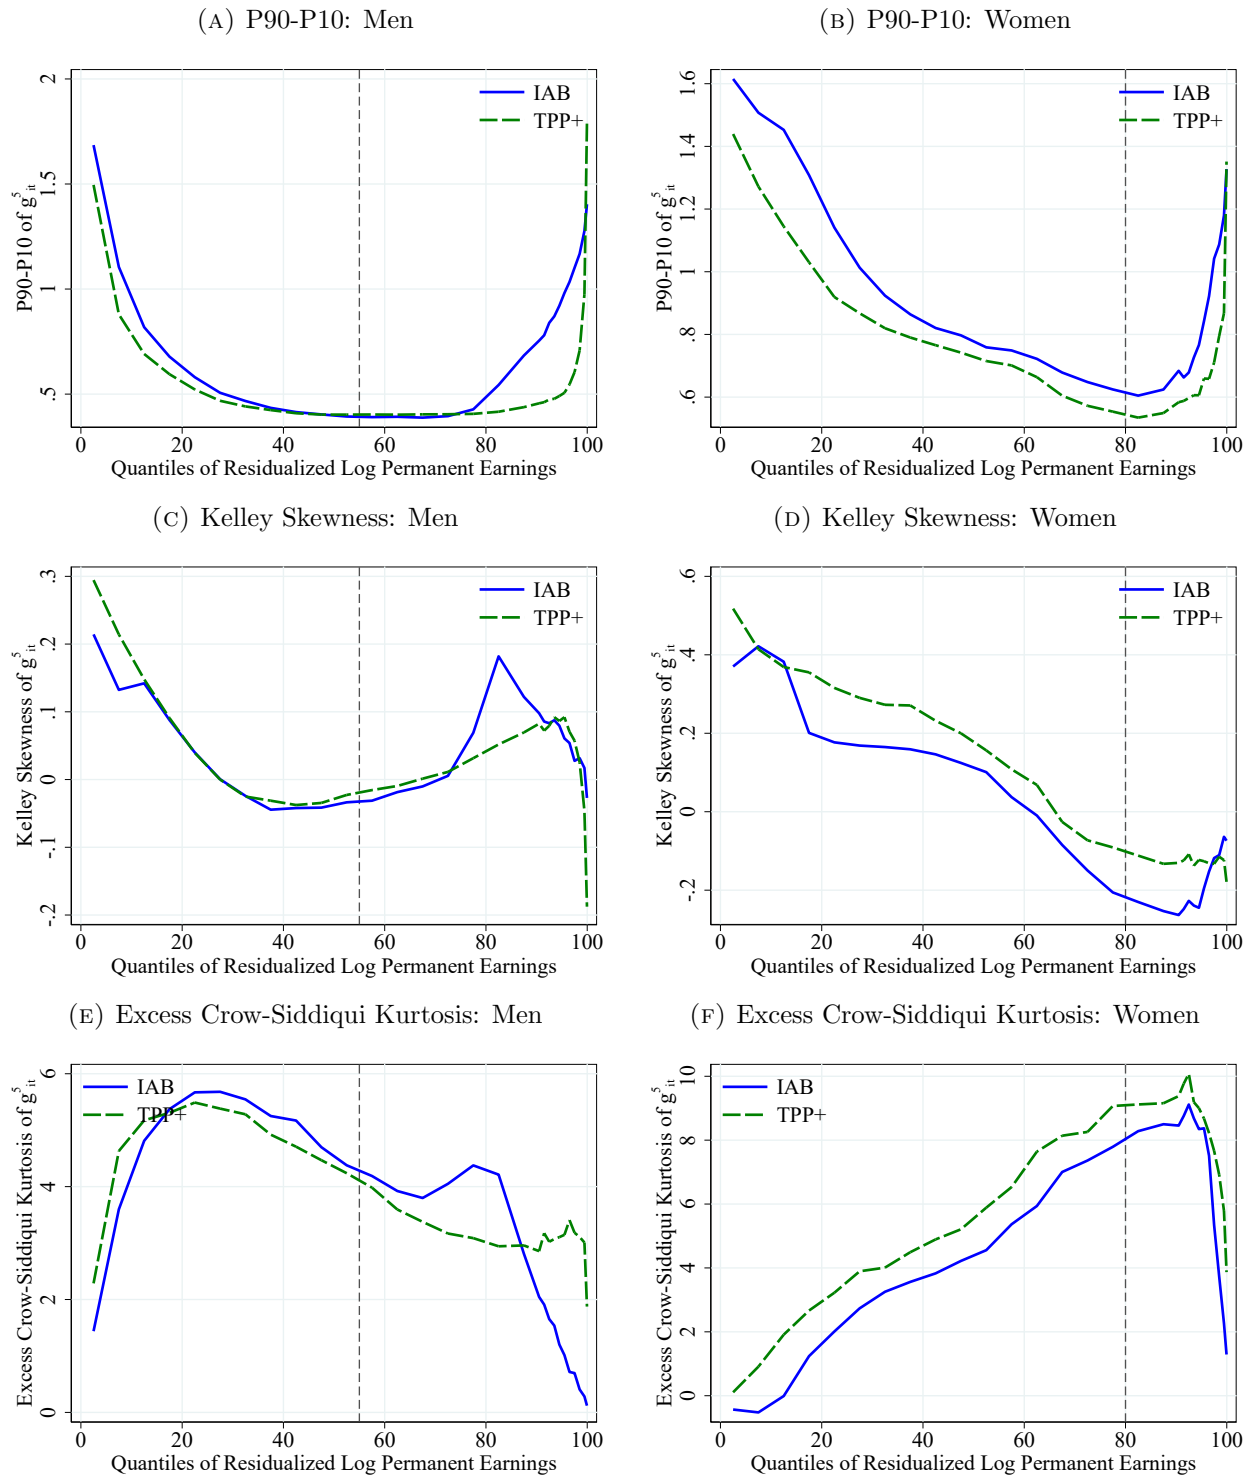 (A) P90-P10: Men
P90-P10 of g⁵ᵢₜ
2
1.5
1
.5
IAB
TPP+
0 20 40 60 80 100
Quantiles of Residualized Log Permanent Earnings
(B) P90-P10: Women
P90-P10 of g⁵ᵢₜ
1.6
1.4
1.2
1
.8
.6
IAB
TPP+
0 20 40 60 80 100
Quantiles of Residualized Log Permanent Earnings
(C) Kelley Skewness: Men
Kelley Skewness of g⁵ᵢₜ
.3
.2
.1
0
-.1
-.2
IAB
TPP+
0 20 40 60 80 100
Quantiles of Residualized Log Permanent Earnings
(D) Kelley Skewness: Women
Kelley Skewness of g⁵ᵢₜ
.6
.4
.2
0
-.2
IAB
TPP+
0 20 40 60 80 100
Quantiles of Residualized Log Permanent Earnings
(E) Excess Crow-Siddiqui Kurtosis: Men
Excess Crow-Siddiqui Kurtosis of g⁵ᵢₜ
6
4
2
0
IAB
TPP+
0 20 40 60 80 100
Quantiles of Residualized Log Permanent Earnings
(F) Excess Crow-Siddiqui Kurtosis: Women
Excess Crow-Siddiqui Kurtosis of g⁵ᵢₜ
10
8
6
4
2
0
IAB
TPP+
0 20 40 60 80 100
Quantiles of Residualized Log Permanent Earnings